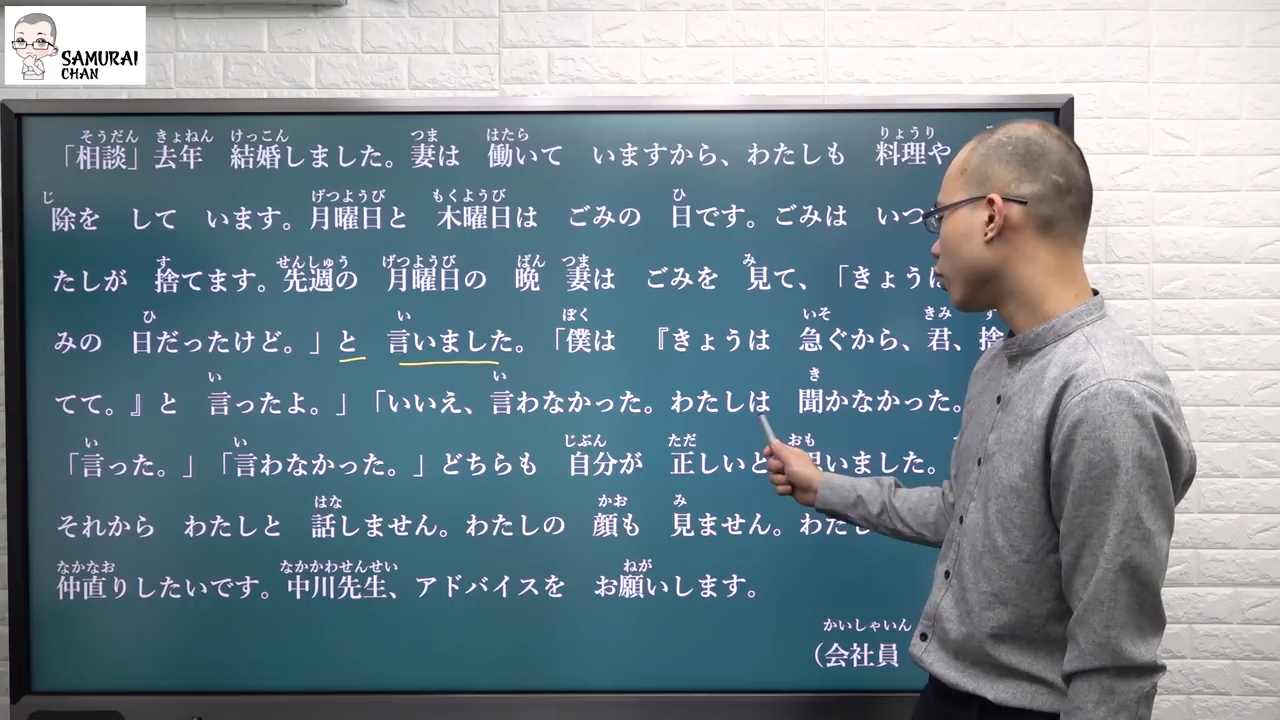 SAMURAI
CHAN
そうだん きょねん けっこん つま はたら りょうり
「相談」去年 結婚しました。妻は 働いて いますから、わたしも 料理や
じ げつようび もくようび ひ
除を して います。月曜日と 木曜日は ごみの 日です。ごみは いつ
す せんしゅう げつようび ばん つま み
たしが 捨てます。先週の 月曜日の 晩 妻は ごみを 見て、「きょうは
ひ い ぼく いそ きみ す
みの 日だったけど。」と 言いました。「僕は 『きょうは 急ぐから、君、捨
い い き
てて。』と 言ったよ。」「いいえ、言わなかった。わたしは 聞かなかった。
い い じぶん ただ おも
「言った。」「言わなかった。」どちらも 自分が 正しいと 思いました。
はな かお み
それから わたしと 話しません。わたしの 顔も 見ません。わたし
なかなお なかかわせんせい ねが
仲直りしたいです。中川先生、アドバイスを お願いします。
かいしゃいん
（会社員